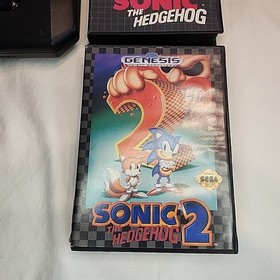 SONIC
THE
HEDGEHOG
GENESIS
2
SEGA
SONIC
THE
HEDGEHOG
2